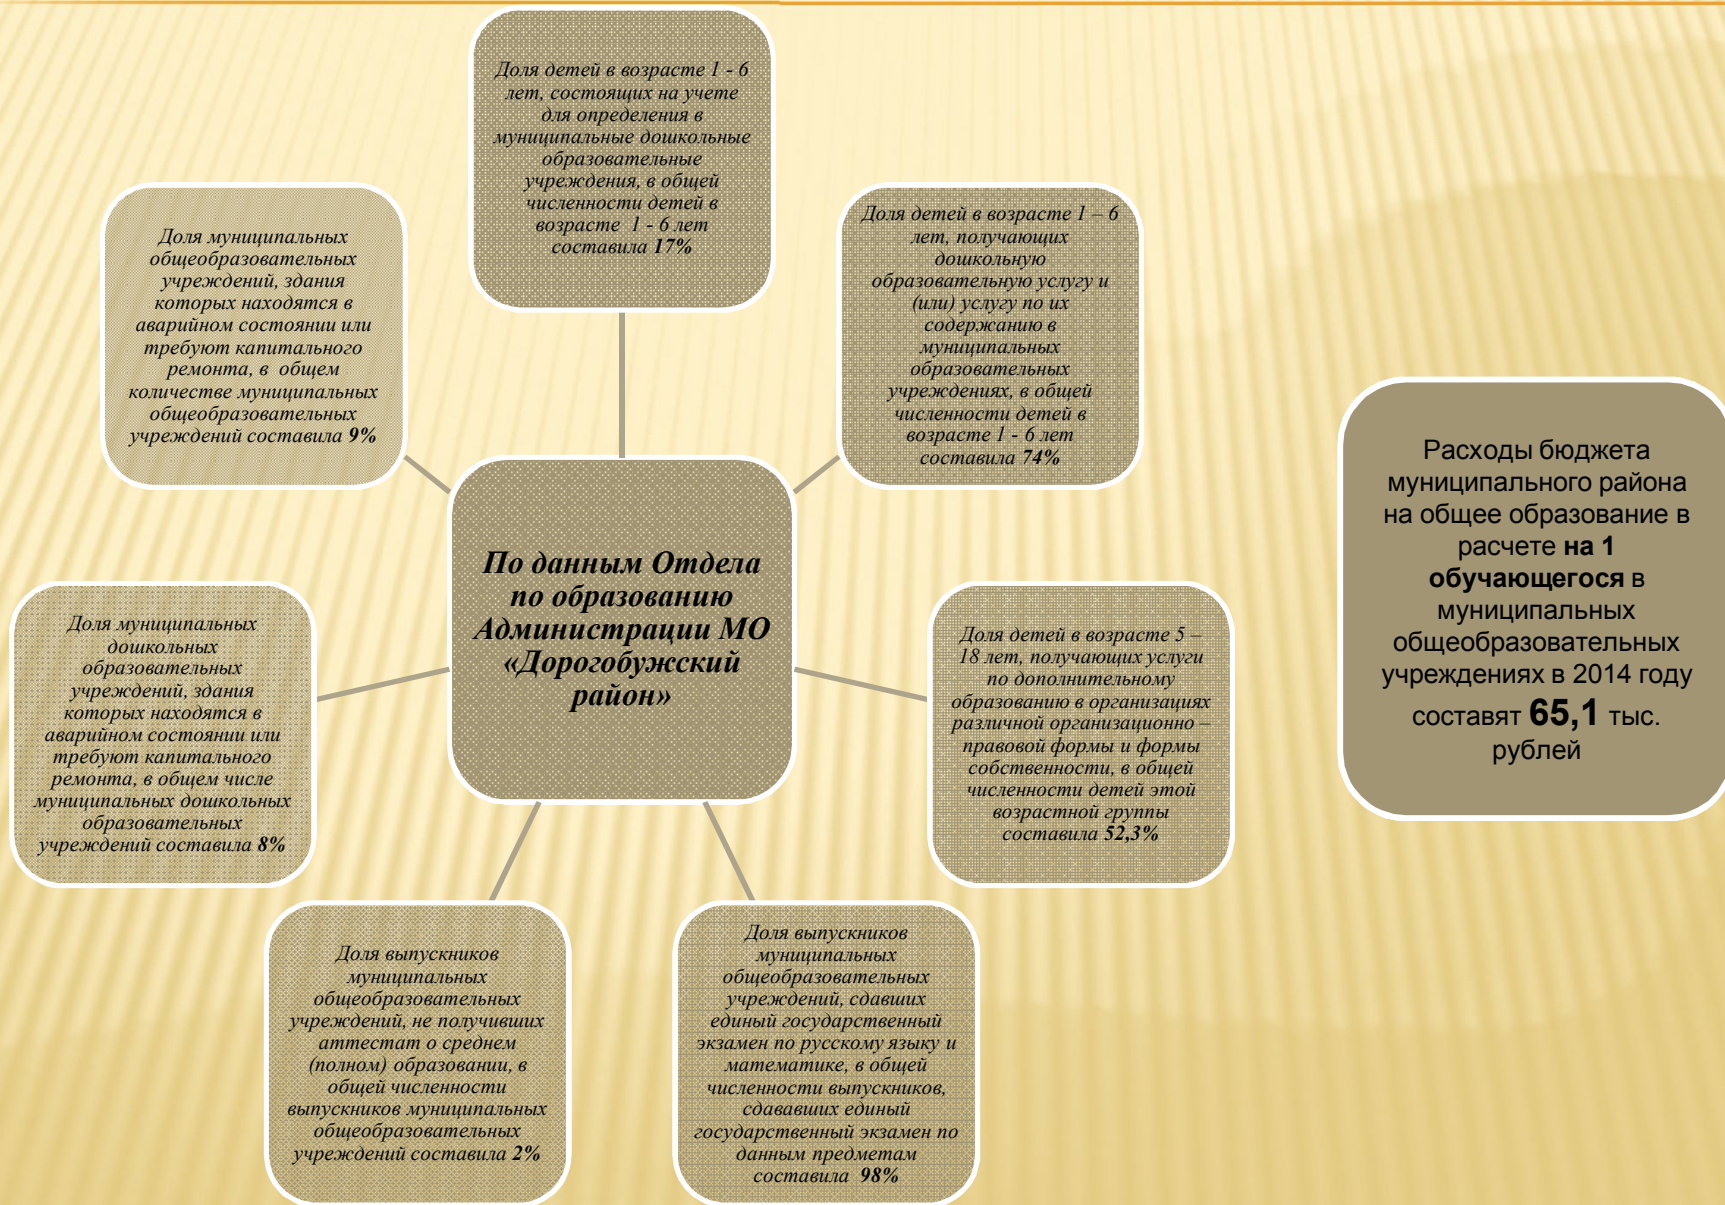 Доля детей в возрасте 1 - 6
лет, состоящих на учете
для определения в
муниципальные дошкольные
образовательные
учреждения, в общей
численности детей в
возрасте 1 - 6 лет
составила 17%
Доля детей в возрасте 1 – 6
лет, получающих
дошкольную
образовательную услугу и
(или) услугу по их
содержанию в
муниципальных
образовательных
учреждениях, в общей
численности детей в
возрасте 1 - 6 лет
составила 74%
Доля детей в возрасте 5 –
18 лет, получающих услуги
по дополнительному
образованию в организациях
различной организационно –
правовой формы и формы
собственности, в общей
численности детей этой
возрастной группы
составила 52,3%
Доля выпускников
муниципальных
общеобразовательных
учреждений, сдавших
единый государственный
экзамен по русскому языку и
математике, в общей
численности выпускников,
сдававших единый
государственный экзамен по
данным предметам
составила 98%
Доля выпускников
муниципальных
общеобразовательных
учреждений, не получивших
аттестат о среднем
(полном) образовании, в
общей численности
выпускников муниципальных
общеобразовательных
учреждений составила 2%
Доля муниципальных
дошкольных
образовательных
учреждений, здания
которых находятся в
аварийном состоянии или
требуют капитального
ремонта, в общем числе
муниципальных дошкольных
образовательных
учреждений составила 8%
Доля муниципальных
общеобразовательных
учреждений, здания
которых находятся в
аварийном состоянии или
требуют капитального
ремонта, в общем
количестве муниципальных
общеобразовательных
учреждений составила 9%
По данным Отдела
по образованию
Администрации МО
«Дорогобужский
район»
Расходы бюджета
муниципального района
на общее образование в
расчете на 1
обучающегося в
муниципальных
общеобразовательных
учреждениях в 2014 году
составят 65,1 тыс.
рублей